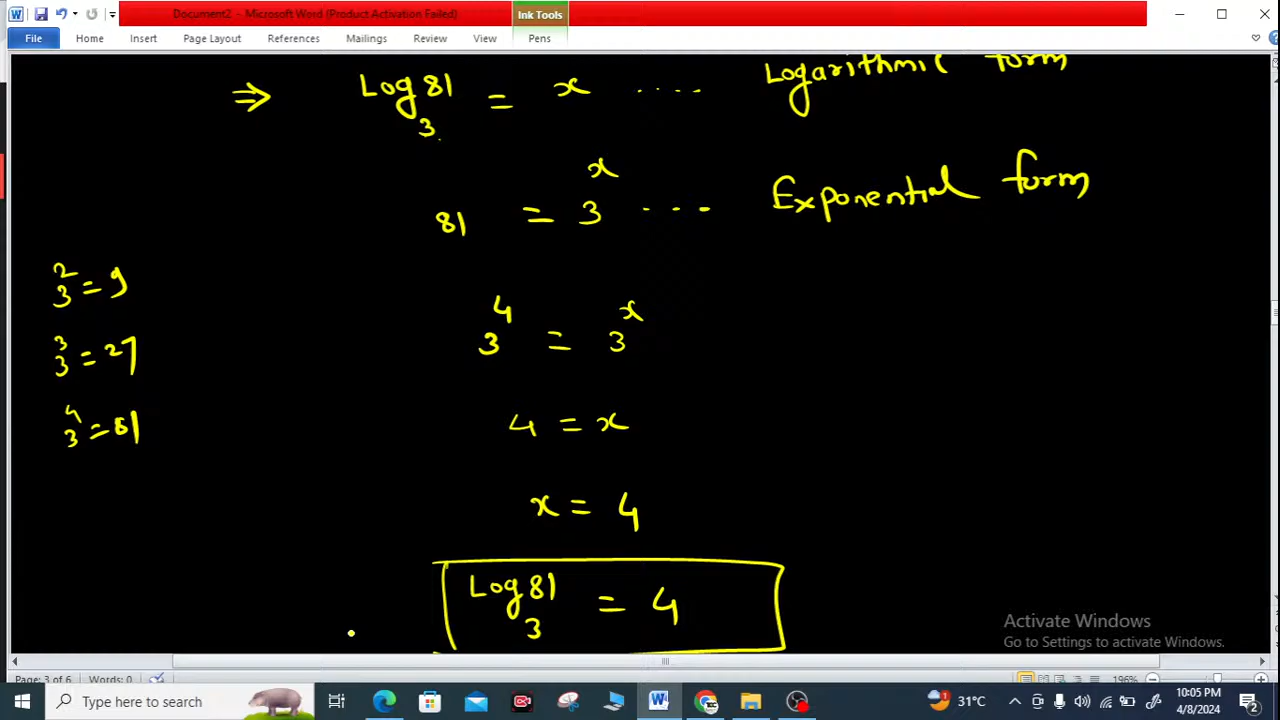 Document2 - Microsoft Word (Product Activation Failed)
Ink Tools
File Home Insert Page Layout References Mailings Review View Pens
⇒ Log₃81 = x .... Logarithmic form
81 = 3ˣ ... Exponential form
3² = 9
3⁴ = 3ˣ
3³ = 27
4 = x
3⁴ = 81
x = 4
Log₃81 = 4
Activate Windows
Go to Settings to activate Windows.
Page: 3 of 6 Words: 0 196%
Type here to search
31°C
10:05 PM
4/8/2024
2